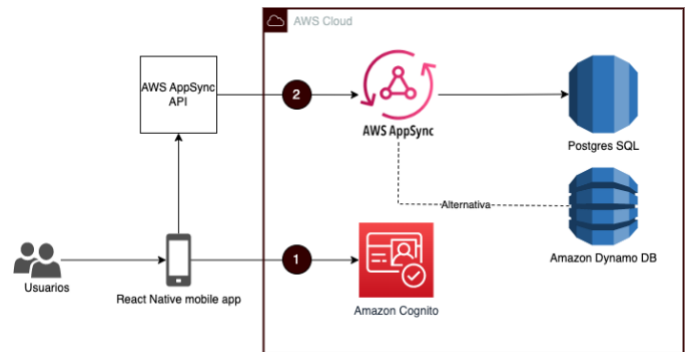 AWS Cloud
AWS AppSync
API
2
AWS AppSync
Postgres SQL
Alternativa
Amazon Dynamo DB
1
Usuarios
React Native mobile app
Amazon Cognito